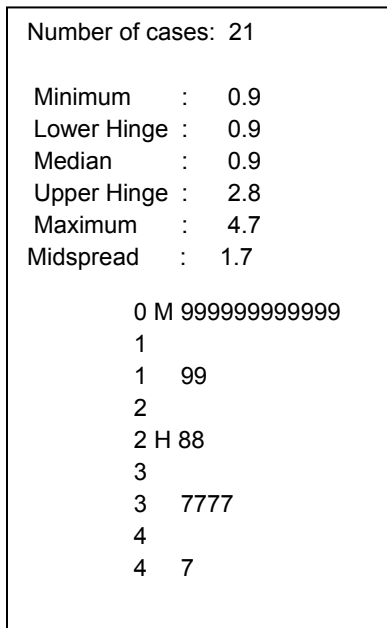 Number of cases: 21
Minimum : 0.9
Lower Hinge : 0.9
Median : 0.9
Upper Hinge : 2.8
Maximum : 4.7
Midspread : 1.7
0 M 999999999999
1
1 99
2
2 H 88
3
3 7777
4
4 7